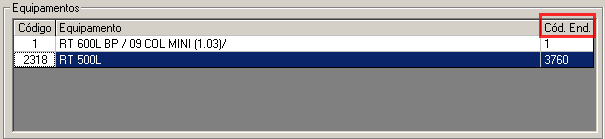 Equipamentos
Código Equipamento Cód. End.
1 RT 600L BP / 09 COL MINI (1.03)/ 1
2318 RT 500L 3760